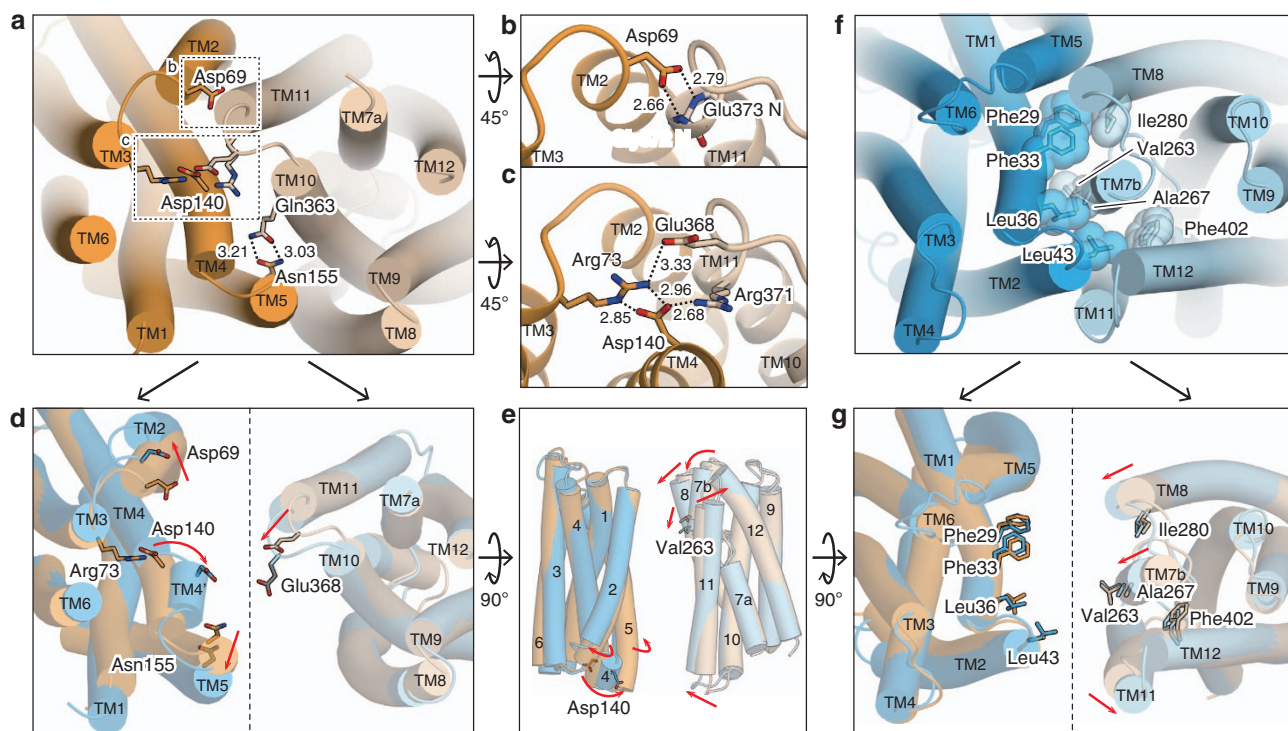 a
TM2
b
Asp69
TM11
TM7a
c
TM3
TM12
TM10
Asp140
Gln363
TM6
3.21
3.03
TM4
Asn155
TM9
TM5
TM1
TM8
45°
45°
b
Asp69
TM2
2.79
2.66
Glu373 N
TM3
TM11
c
TM2
Glu368
TM11
Arg73
3.33
2.96
Arg371
TM3
2.85
2.68
Asp140
TM4
TM10
f
TM1
TM5
TM8
TM6
Phe29
Ile280
TM10
Val263
Phe33
TM7b
Ala267
TM9
Leu36
Phe402
TM3
Leu43
TM2
TM12
TM11
TM4
d
TM2
Asp69
TM3
TM4
Asp140
Arg73
TM4
TM6
Asn155
TM5
TM1
TM11
TM7a
TM10
TM12
Glu368
TM9
TM8
90°
e
8
7b
9
4
1
12
Val263
3
11
2
7a
6
5
10
4
Asp140
90°
g
TM1
TM5
TM6
Phe29
Phe33
Leu36
TM3
Leu43
TM2
TM4
TM8
Ile280
TM10
TM7b
Ala267
TM9
Val263
Phe402
TM12
TM11